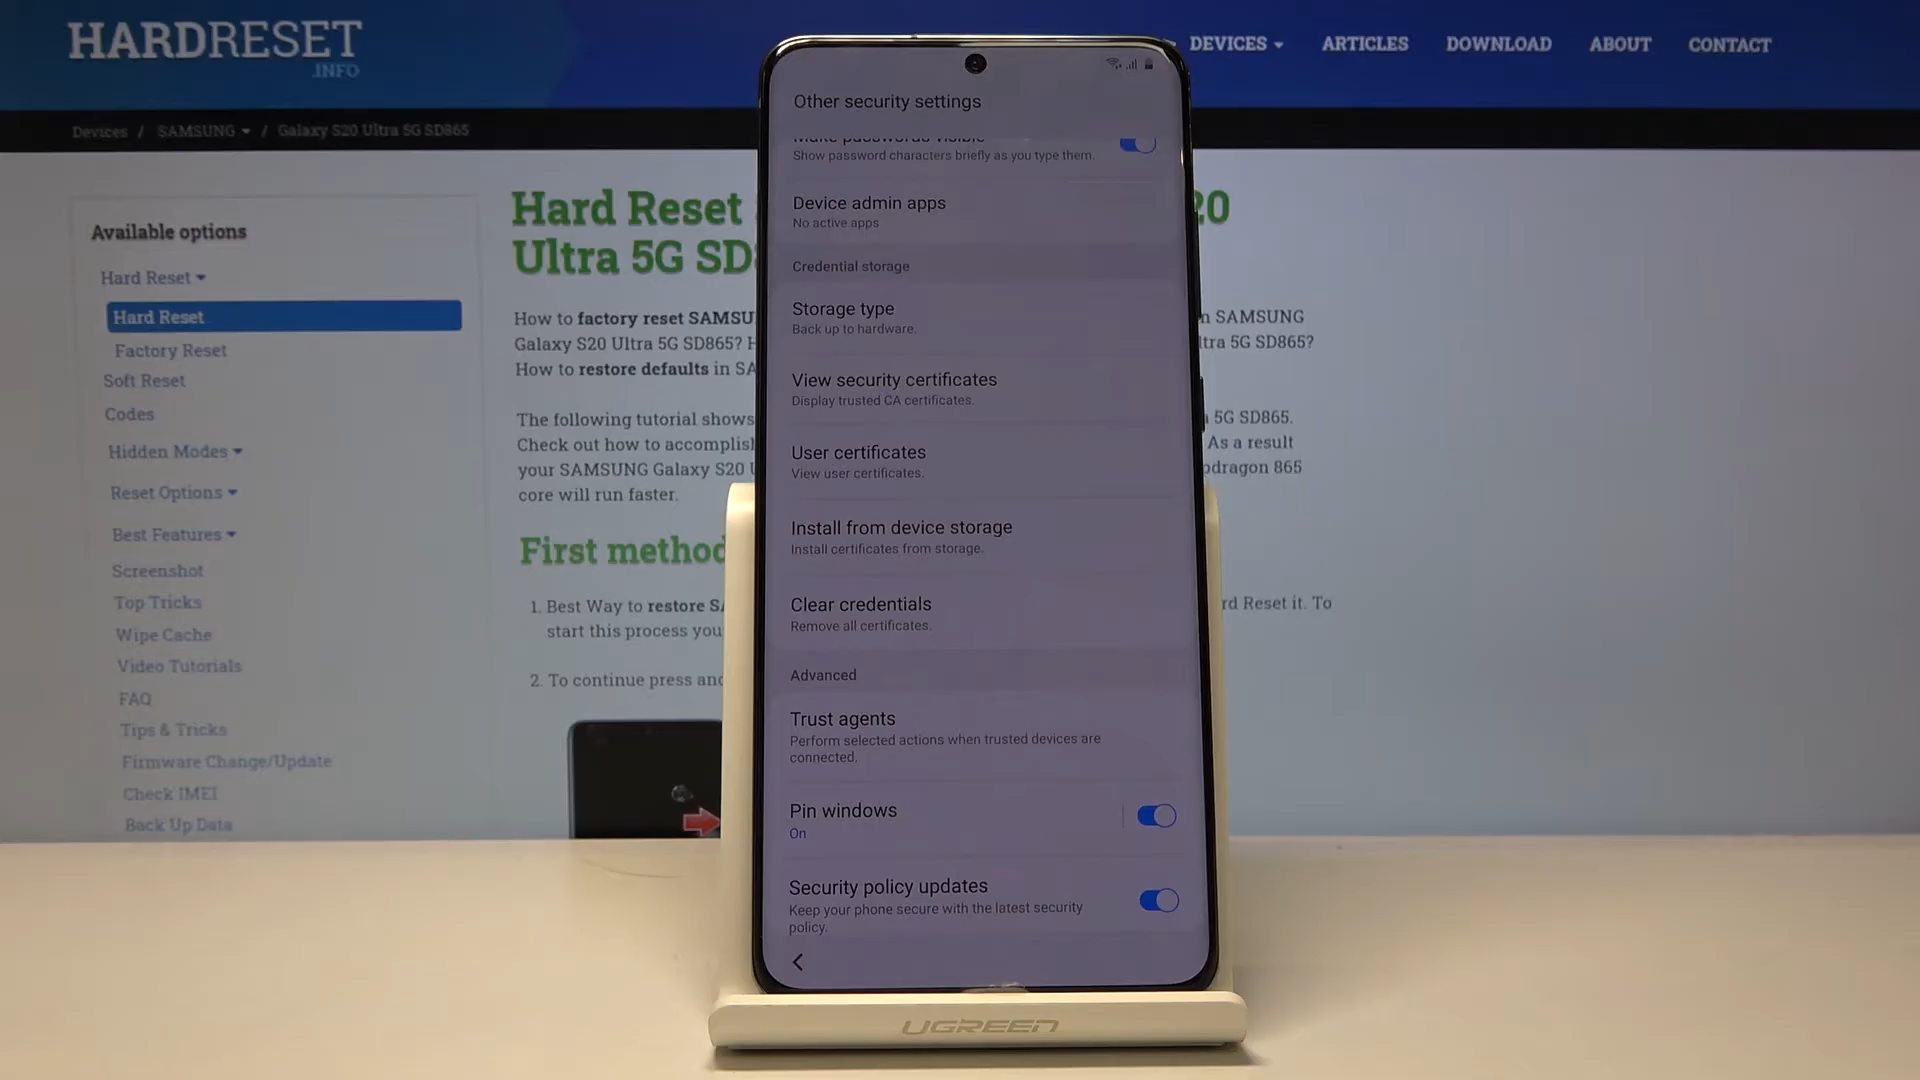 HARDRESET
.INFO
DEVICES
ARTICLES
DOWNLOAD
ABOUT
CONTACT
Devices / SAMSUNG / Galaxy S20 Ultra 5G SD865
Available options
Hard Reset
Hard Reset
Factory Reset
Soft Reset
Codes
Hidden Modes
Reset Options
Best Features
Screenshot
Top Tricks
Wipe Cache
Video Tutorials
FAQ
Tips & Tricks
Firmware Change/Update
Check IMEI
Back Up Data
Hard Reset 20
Ultra 5G SD8
How to factory reset SAMSU n SAMSUNG
Galaxy S20 Ultra 5G SD865? H ltra 5G SD865?
How to restore defaults in SA
The following tutorial shows 5G SD865.
Check out how to accomplis As a result
your SAMSUNG Galaxy S20 U pdragon 865
core will run faster.
First method
1. Best Way to restore SA rd Reset it. To
start this process you
2. To continue press and
Other security settings
Make passwords visible
Show password characters briefly as you type them.
Device admin apps
No active apps
Credential storage
Storage type
Back up to hardware.
View security certificates
Display trusted CA certificates.
User certificates
View user certificates.
Install from device storage
Install certificates from storage.
Clear credentials
Remove all certificates.
Advanced
Trust agents
Perform selected actions when trusted devices are
connected.
Pin windows
On
Security policy updates
Keep your phone secure with the latest security
policy.
UGREEN